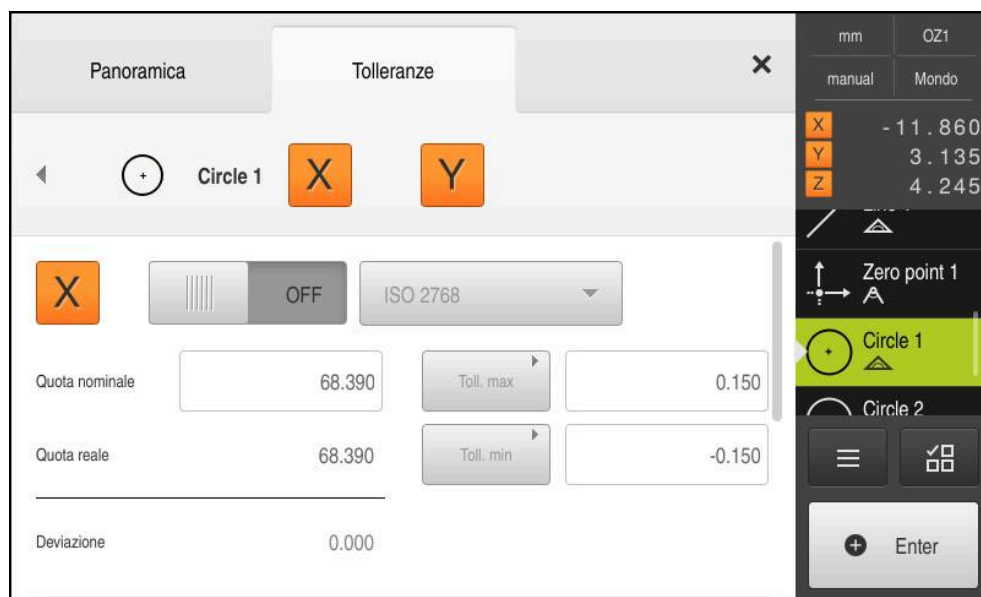 Panoramica
Tolleranze
×
Circle 1
X
Y
X
OFF
ISO 2768
Quota nominale
68.390
Toll. max
0.150
Quota reale
68.390
Toll. min
-0.150
Deviazione
0.000
mm
OZ1
manual
Mondo
X -11.860
Y 3.135
Z 4.245
Zero point 1
Circle 1
Circle 2
Enter